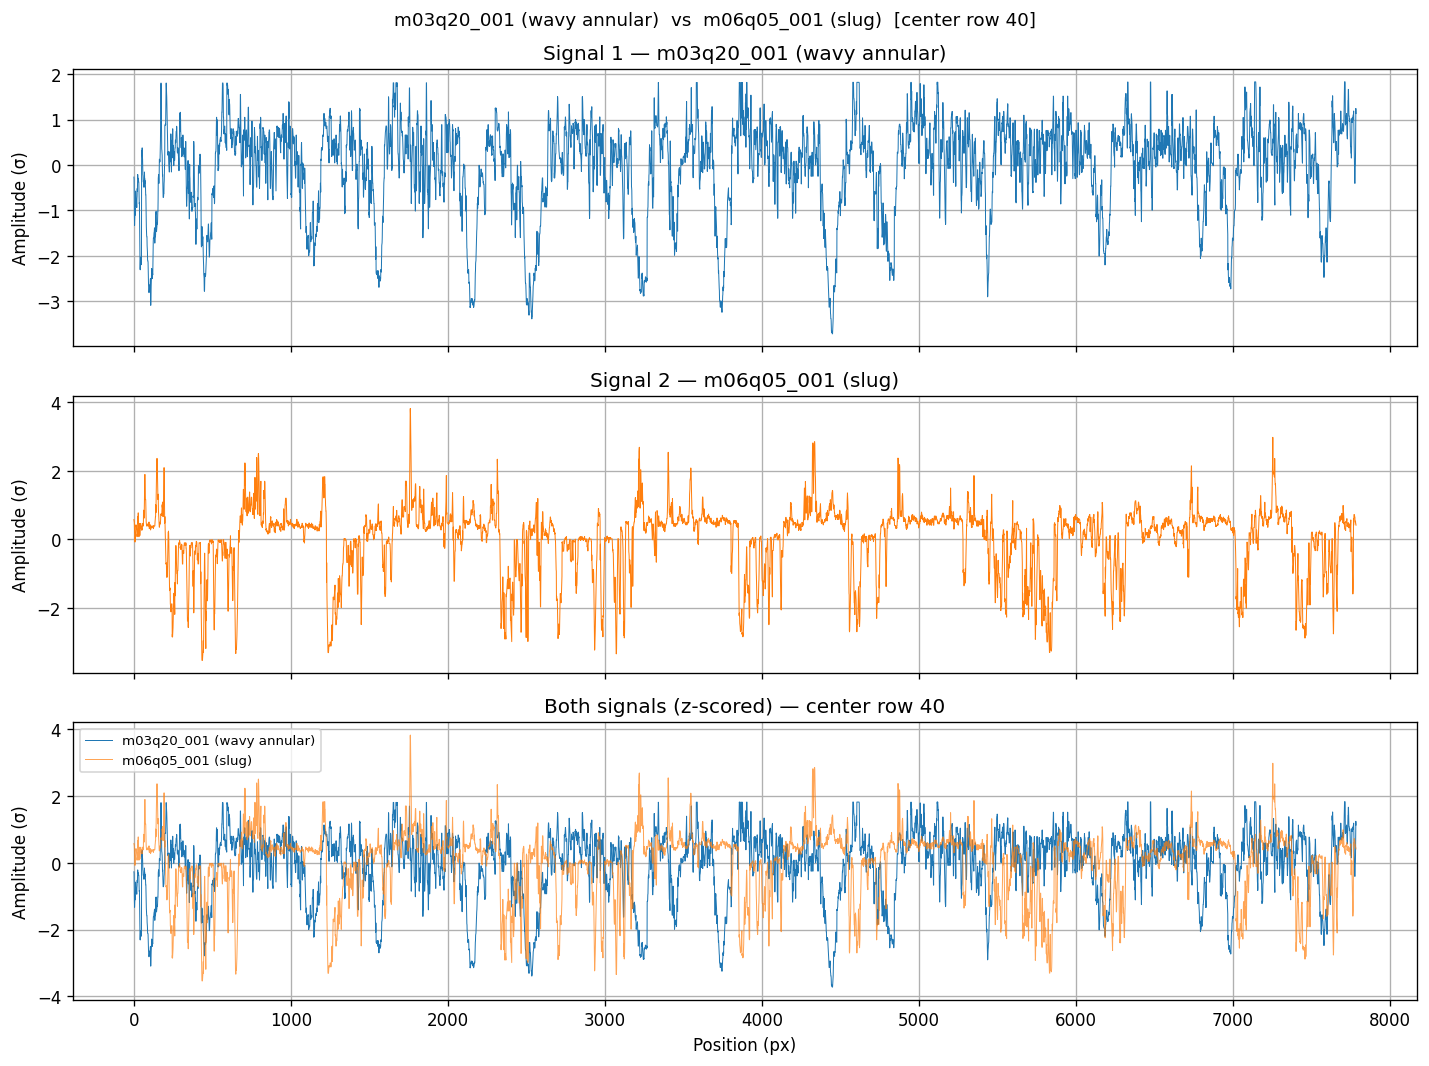 m03q20_001 (wavy annular)  vs  m06q05_001 (slug)  [center row 40]
Signal 1 — m03q20_001 (wavy annular)
2
1
0
−1
−2
−3
Amplitude (σ)
Signal 2 — m06q05_001 (slug)
4
2
0
−2
Amplitude (σ)
Both signals (z-scored) — center row 40
m03q20_001 (wavy annular)
m06q05_001 (slug)
4
2
0
−2
−4
Amplitude (σ)
0 1000 2000 3000 4000 5000 6000 7000 8000
Position (px)